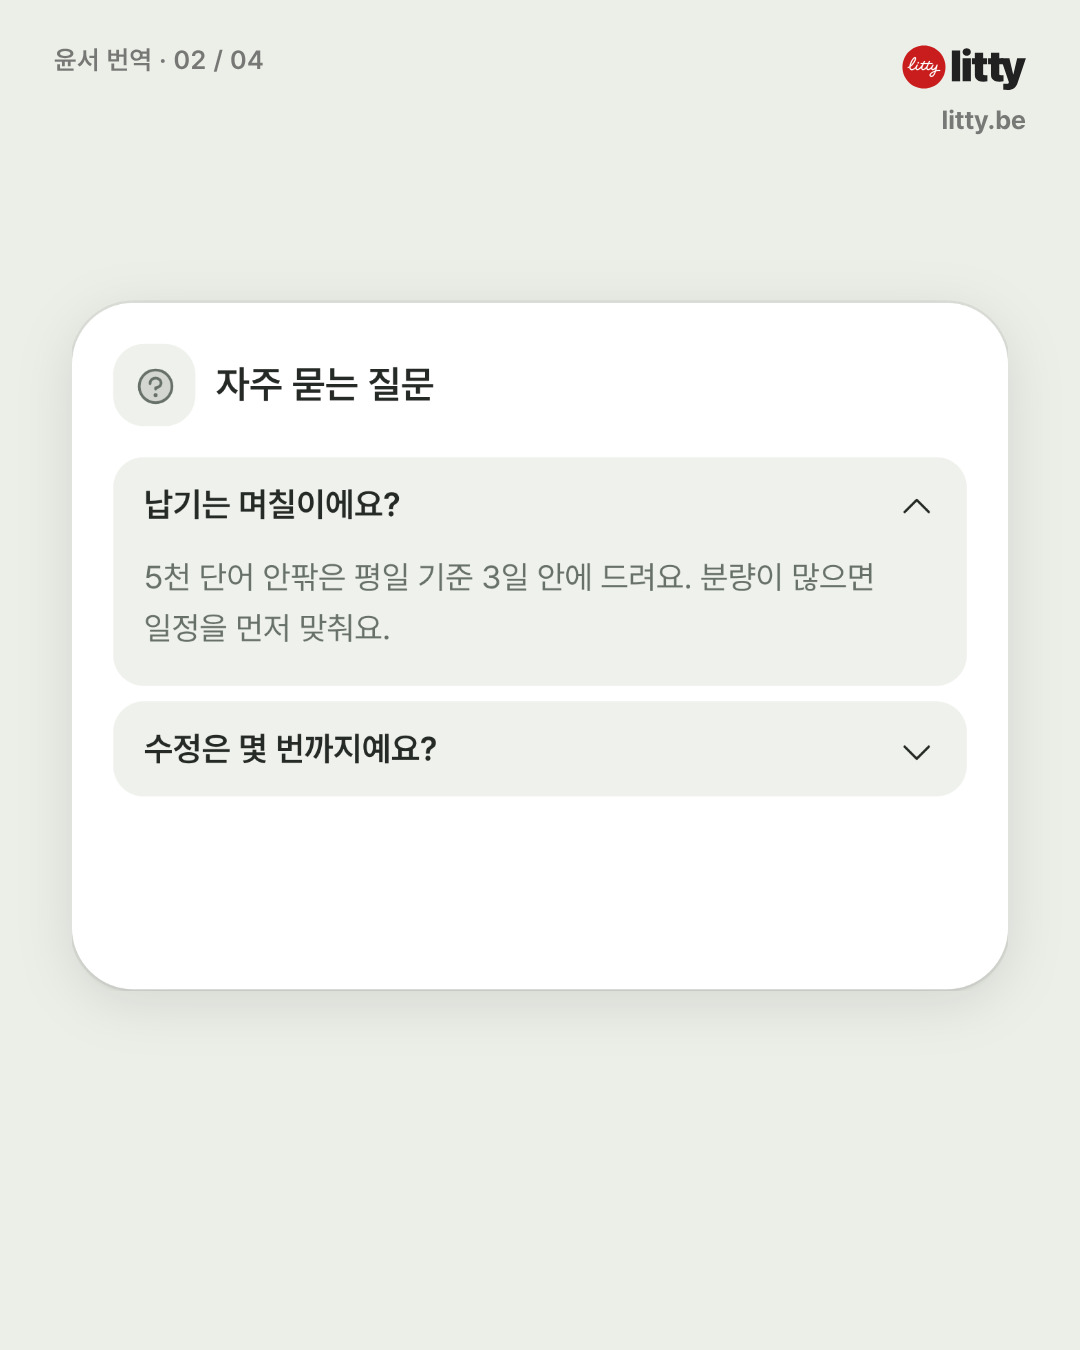 윤서 번역 · 02 / 04
litty litty
litty.be
자주 묻는 질문
납기는 며칠이에요?
5천 단어 안팎은 평일 기준 3일 안에 드려요. 분량이 많으면
일정을 먼저 맞춰요.
수정은 몇 번까지예요?